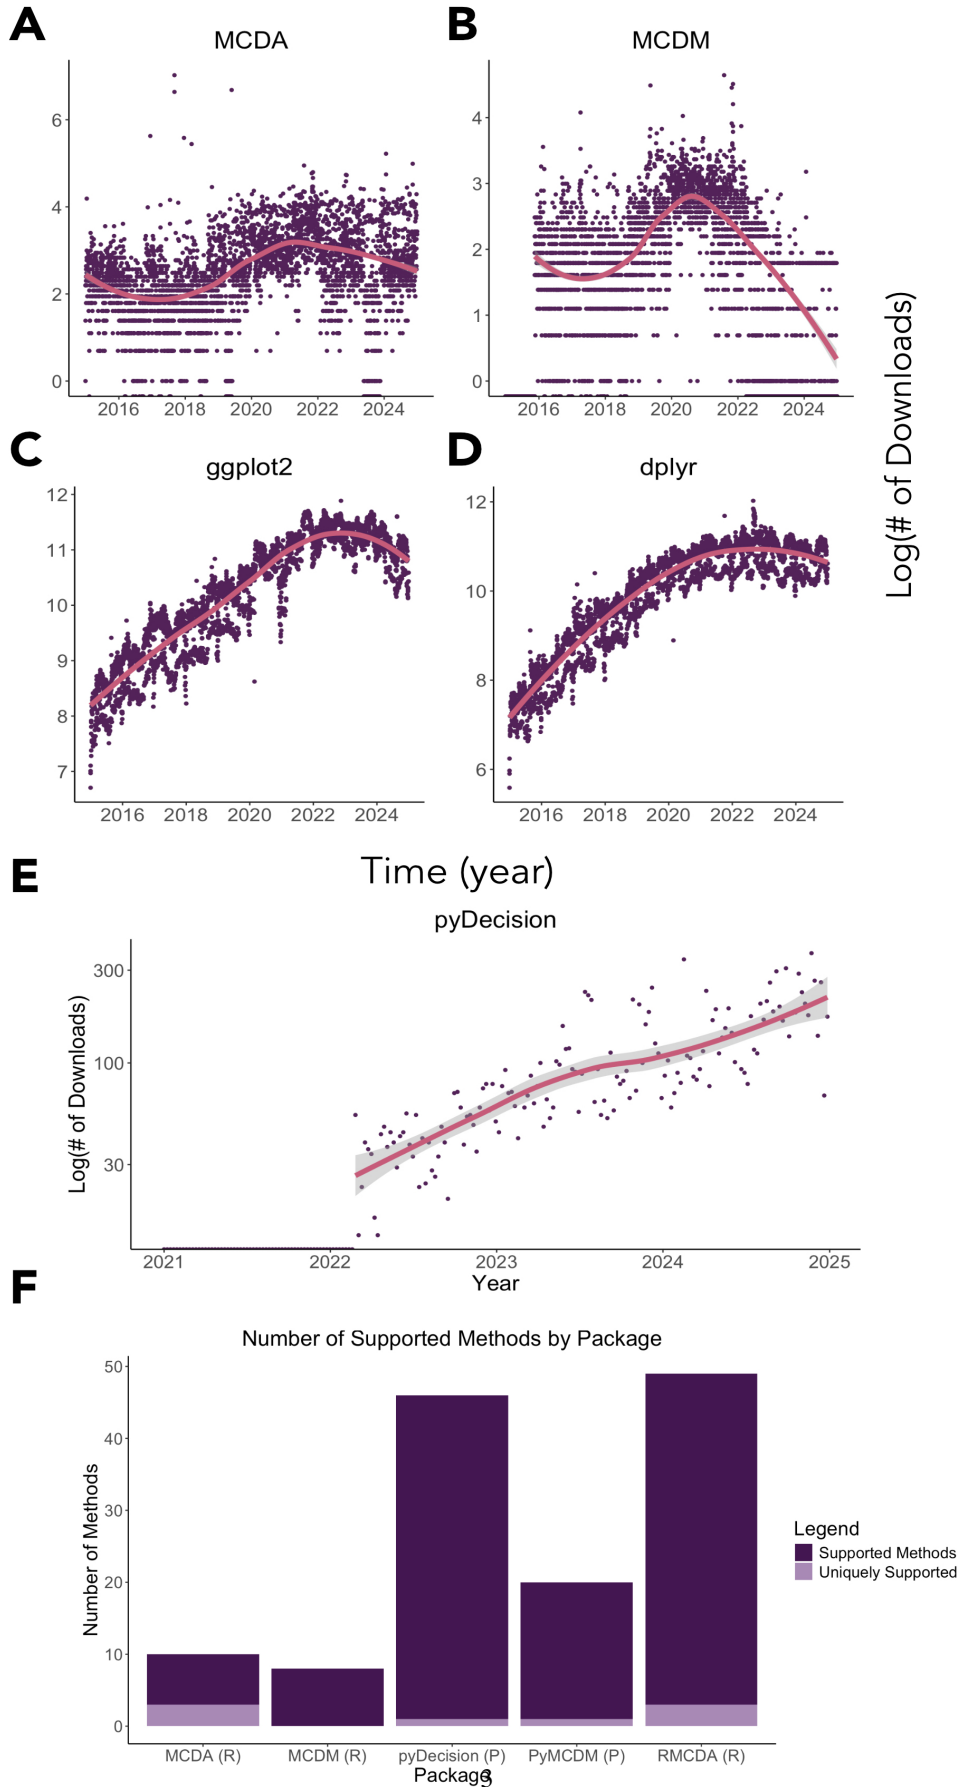 A
MCDA
6
4
2
0
2016 2018 2020 2022 2024
B
MCDM
4
3
2
1
0
2016 2018 2020 2022 2024
Log(# of Downloads)
C
ggplot2
12
11
10
9
8
7
2016 2018 2020 2022 2024
D
dplyr
12
10
8
6
2016 2018 2020 2022 2024
Time (year)
E
pyDecision
Log(# of Downloads)
300
100
30
2021 2022 2023 2024 2025
Year
F
Number of Supported Methods by Package
Number of Methods
50
40
30
20
10
0
MCDA (R) MCDM (R) pyDecision (P) PyMCDM (P) RMCDA (R)
Package
3
Legend
Supported Methods
Uniquely Supported